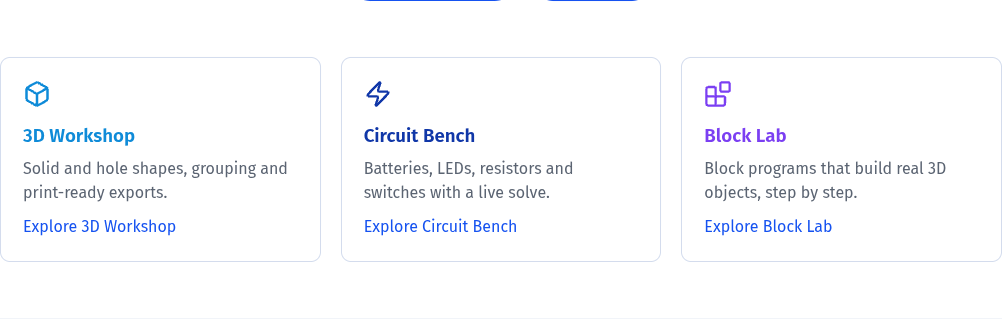 3D Workshop
Solid and hole shapes, grouping and
print-ready exports.
Explore 3D Workshop
Circuit Bench
Batteries, LEDs, resistors and
switches with a live solve.
Explore Circuit Bench
Block Lab
Block programs that build real 3D
objects, step by step.
Explore Block Lab